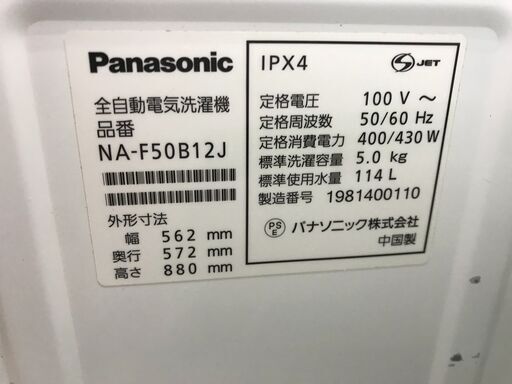 Panasonic
全自動電気洗濯機
品番
NA-F50B12J
外形寸法
幅 562 mm
奥行 572 mm
高さ 880 mm
IPX4
S JET
定格電圧 100 V ～
定格周波数 50/60 Hz
定格消費電力 400/430 W
標準洗濯容量 5.0 kg
標準使用水量 114 L
製造番号 1981400110
PS E パナソニック株式会社
中国製